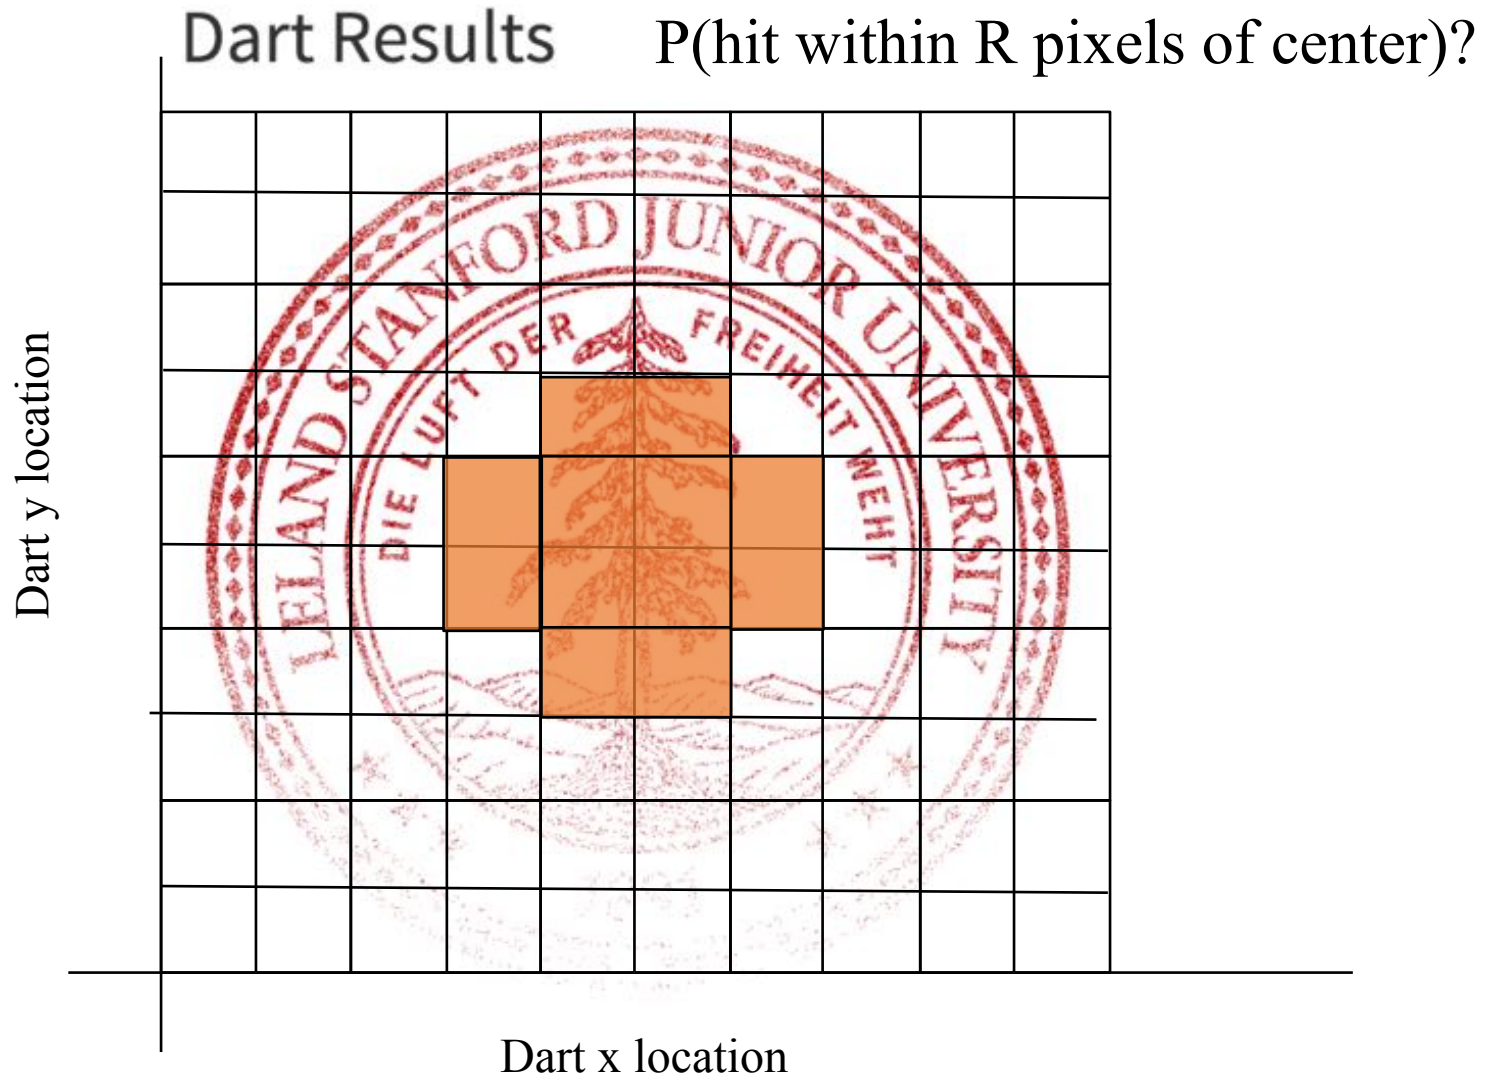 Dart Results
P(hit within R pixels of center)?
LELAND STANFORD JUNIOR UNIVERSITY
DIE LUFT DER FREIHEIT WEHT
Dart y location
Dart x location